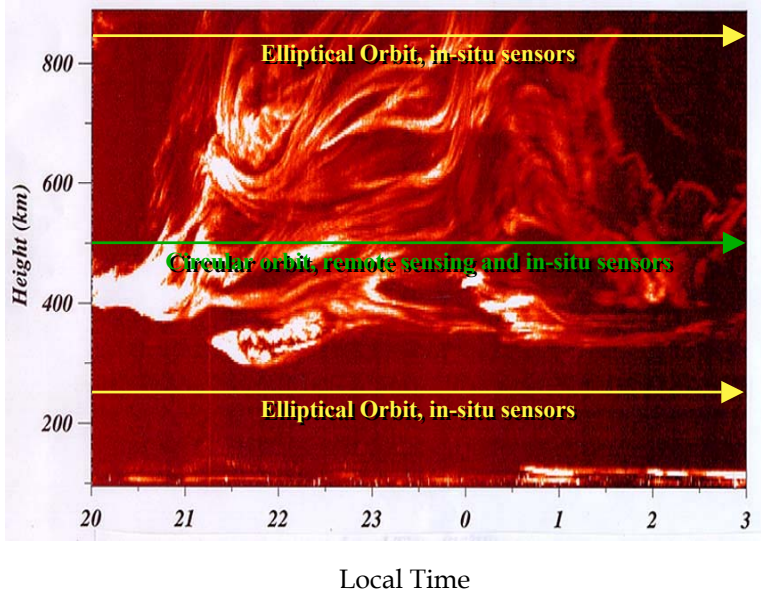 Elliptical Orbit, in-situ sensors
800
600
Height (km)
Circular orbit, remote sensing and in-situ sensors
400
Elliptical Orbit, in-situ sensors
200
20 21 22 23 0 1 2 3
Local Time